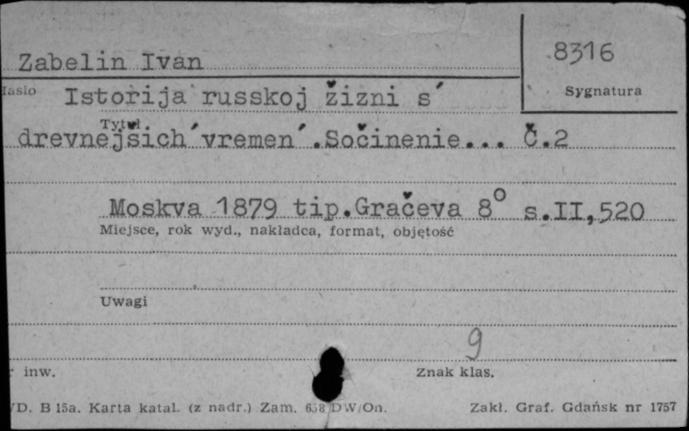 8316
Zabelin Ivan
Hasło
Sygnatura
Istorija russkoj žizni s´
Tytuł
drevnejšich´vremen´.Sočinenie... Č.2
Moskva 1879 tip.Gračeva 8° s.II,520
Miejsce, rok wyd., nakładca, format, objętość
Uwagi
9
r inw.
Znak klas.
/D. B 15a. Karta katal. (z nadr.) Zam. 658 DW/On.
Zakł. Graf. Gdańsk nr 1757